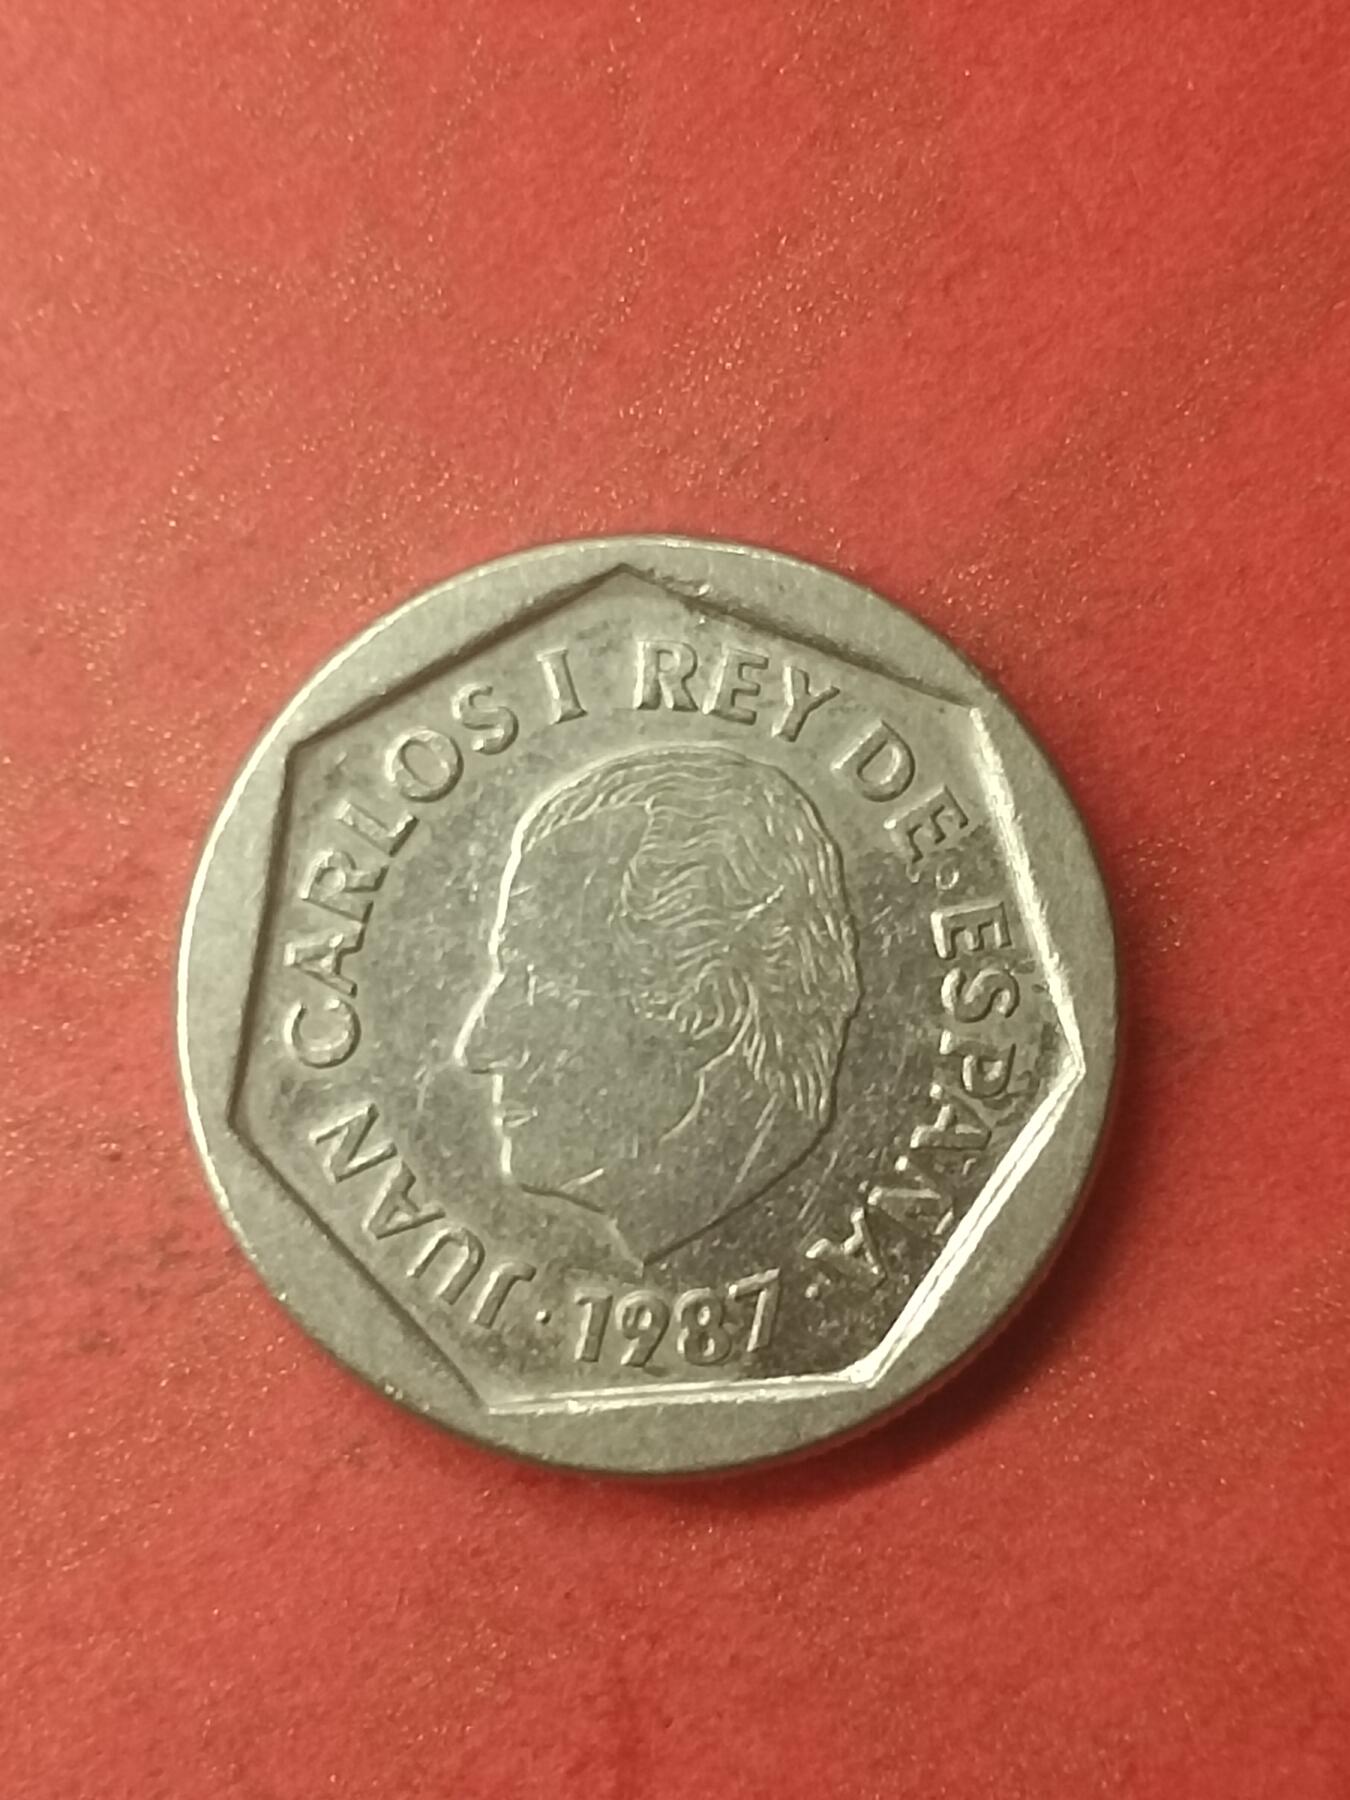 JUAN CARLOS I REY DE · ESPAÑA ·
· 1987